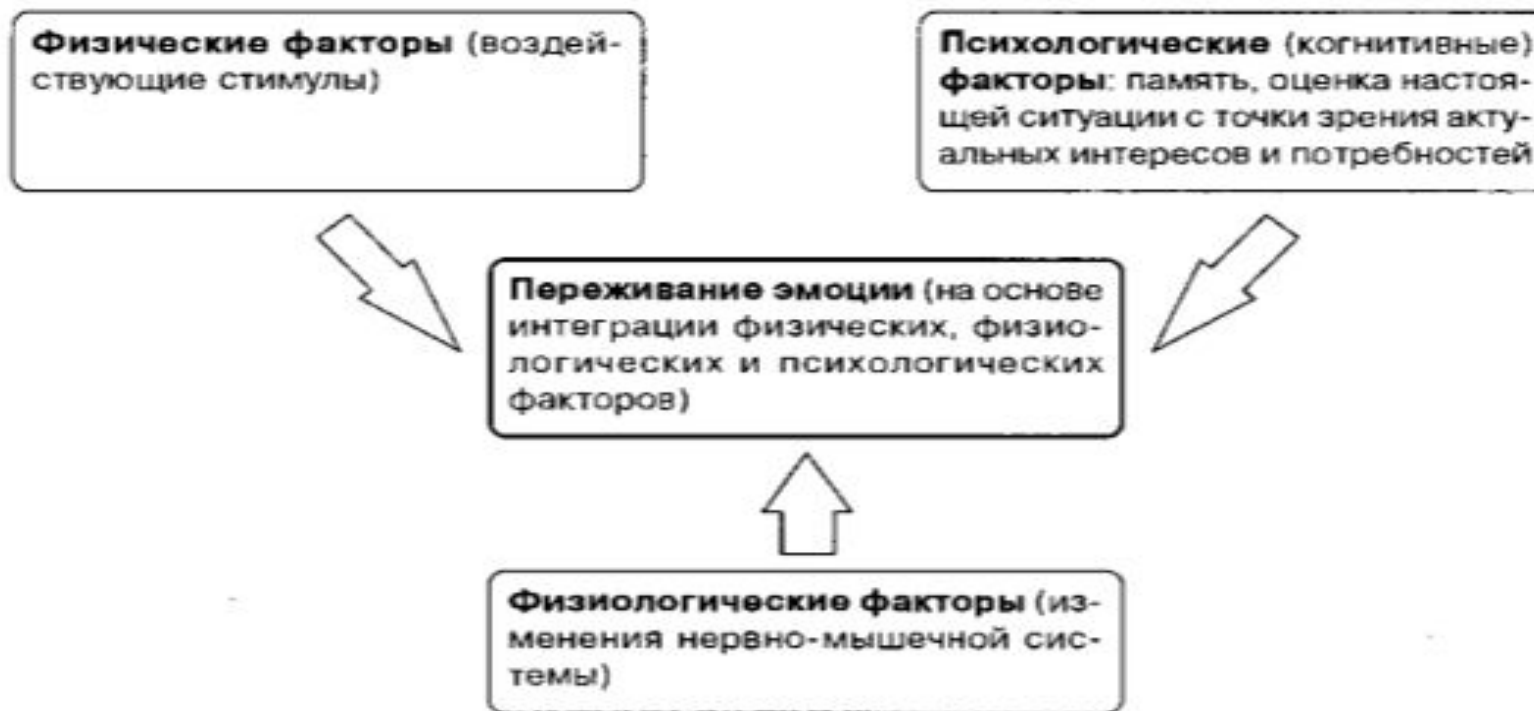 Физические факторы (воздей-
ствующие стимулы)
Психологические (когнитивные)
факторы: память, оценка настоя-
щей ситуации с точки зрения акту-
альных интересов и потребностей
Переживание эмоции (на основе
интеграции физических, физио-
логических и психологических
факторов)
Физиологические факторы (из-
менения нервно-мышечной сис-
темы)